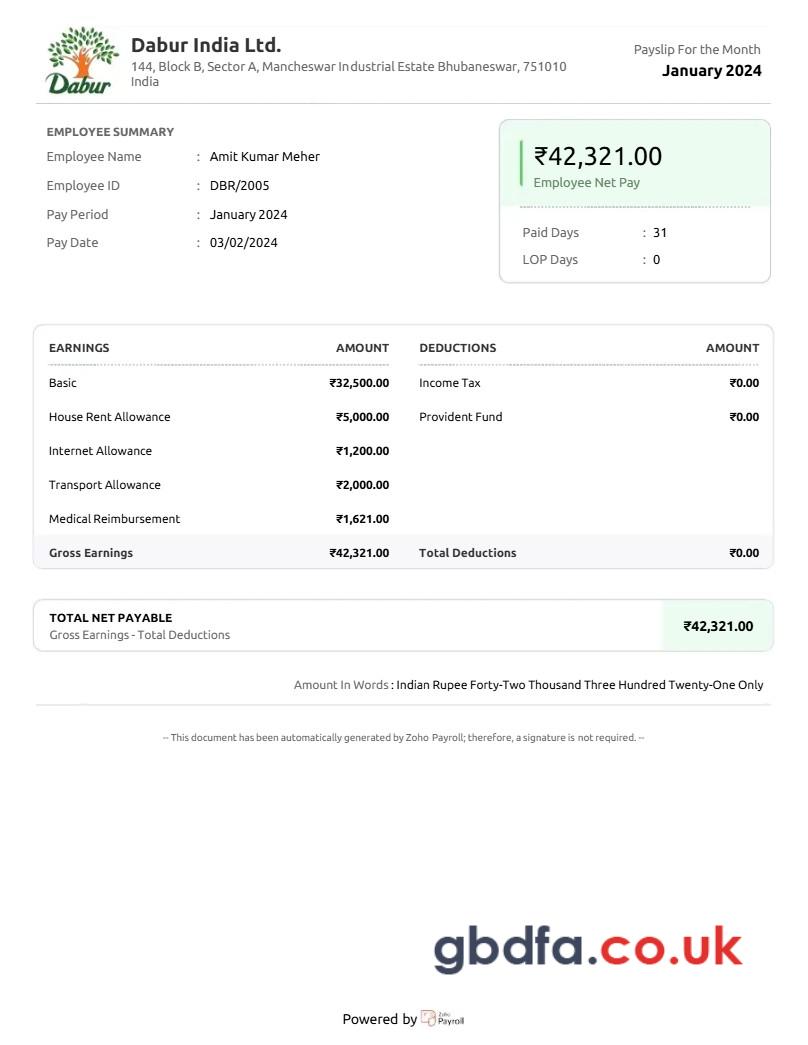 Dabur
Dabur India Ltd.
144, Block B, Sector A, Mancheswar Industrial Estate Bhubaneswar, 751010
India
Payslip For the Month
January 2024
EMPLOYEE SUMMARY
Employee Name : Amit Kumar Meher
Employee ID : DBR/2005
Pay Period : January 2024
Pay Date : 03/02/2024
₹42,321.00
Employee Net Pay
Paid Days : 31
LOP Days : 0
EARNINGS AMOUNT DEDUCTIONS AMOUNT
Basic ₹32,500.00 Income Tax ₹0.00
House Rent Allowance ₹5,000.00 Provident Fund ₹0.00
Internet Allowance ₹1,200.00
Transport Allowance ₹2,000.00
Medical Reimbursement ₹1,621.00
Gross Earnings ₹42,321.00 Total Deductions ₹0.00
TOTAL NET PAYABLE
Gross Earnings - Total Deductions
₹42,321.00
Amount In Words : Indian Rupee Forty-Two Thousand Three Hundred Twenty-One Only
-- This document has been automatically generated by Zoho Payroll; therefore, a signature is not required. --
gbdfa.co.uk
Powered by Zoho Payroll